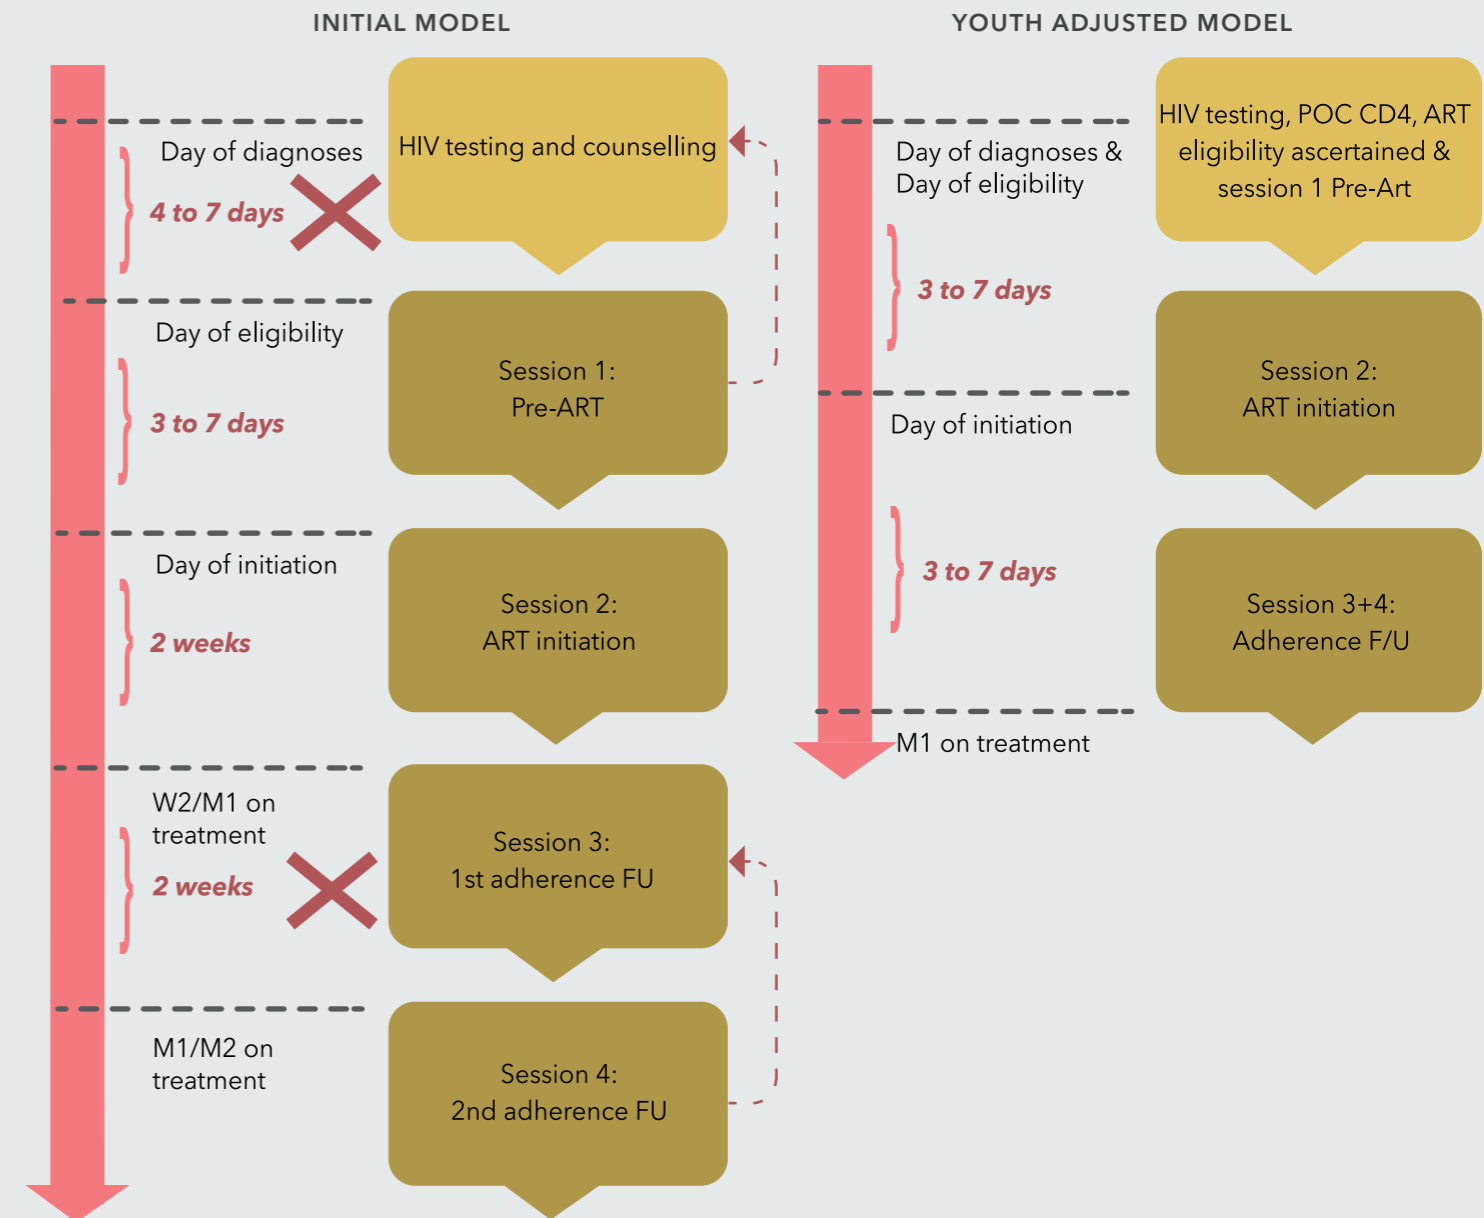 INITIAL MODEL
Day of diagnoses
4 to 7 days
HIV testing and counselling
Day of eligibility
3 to 7 days
Session 1:
Pre-ART
Day of initiation
2 weeks
Session 2:
ART initiation
W2/M1 on
treatment
2 weeks
Session 3:
1st adherence FU
M1/M2 on
treatment
Session 4:
2nd adherence FU
YOUTH ADJUSTED MODEL
Day of diagnoses &
Day of eligibility
HIV testing, POC CD4, ART
eligibility ascertained &
session 1 Pre-Art
3 to 7 days
Session 2:
ART initiation
Day of initiation
3 to 7 days
Session 3+4:
Adherence F/U
M1 on treatment